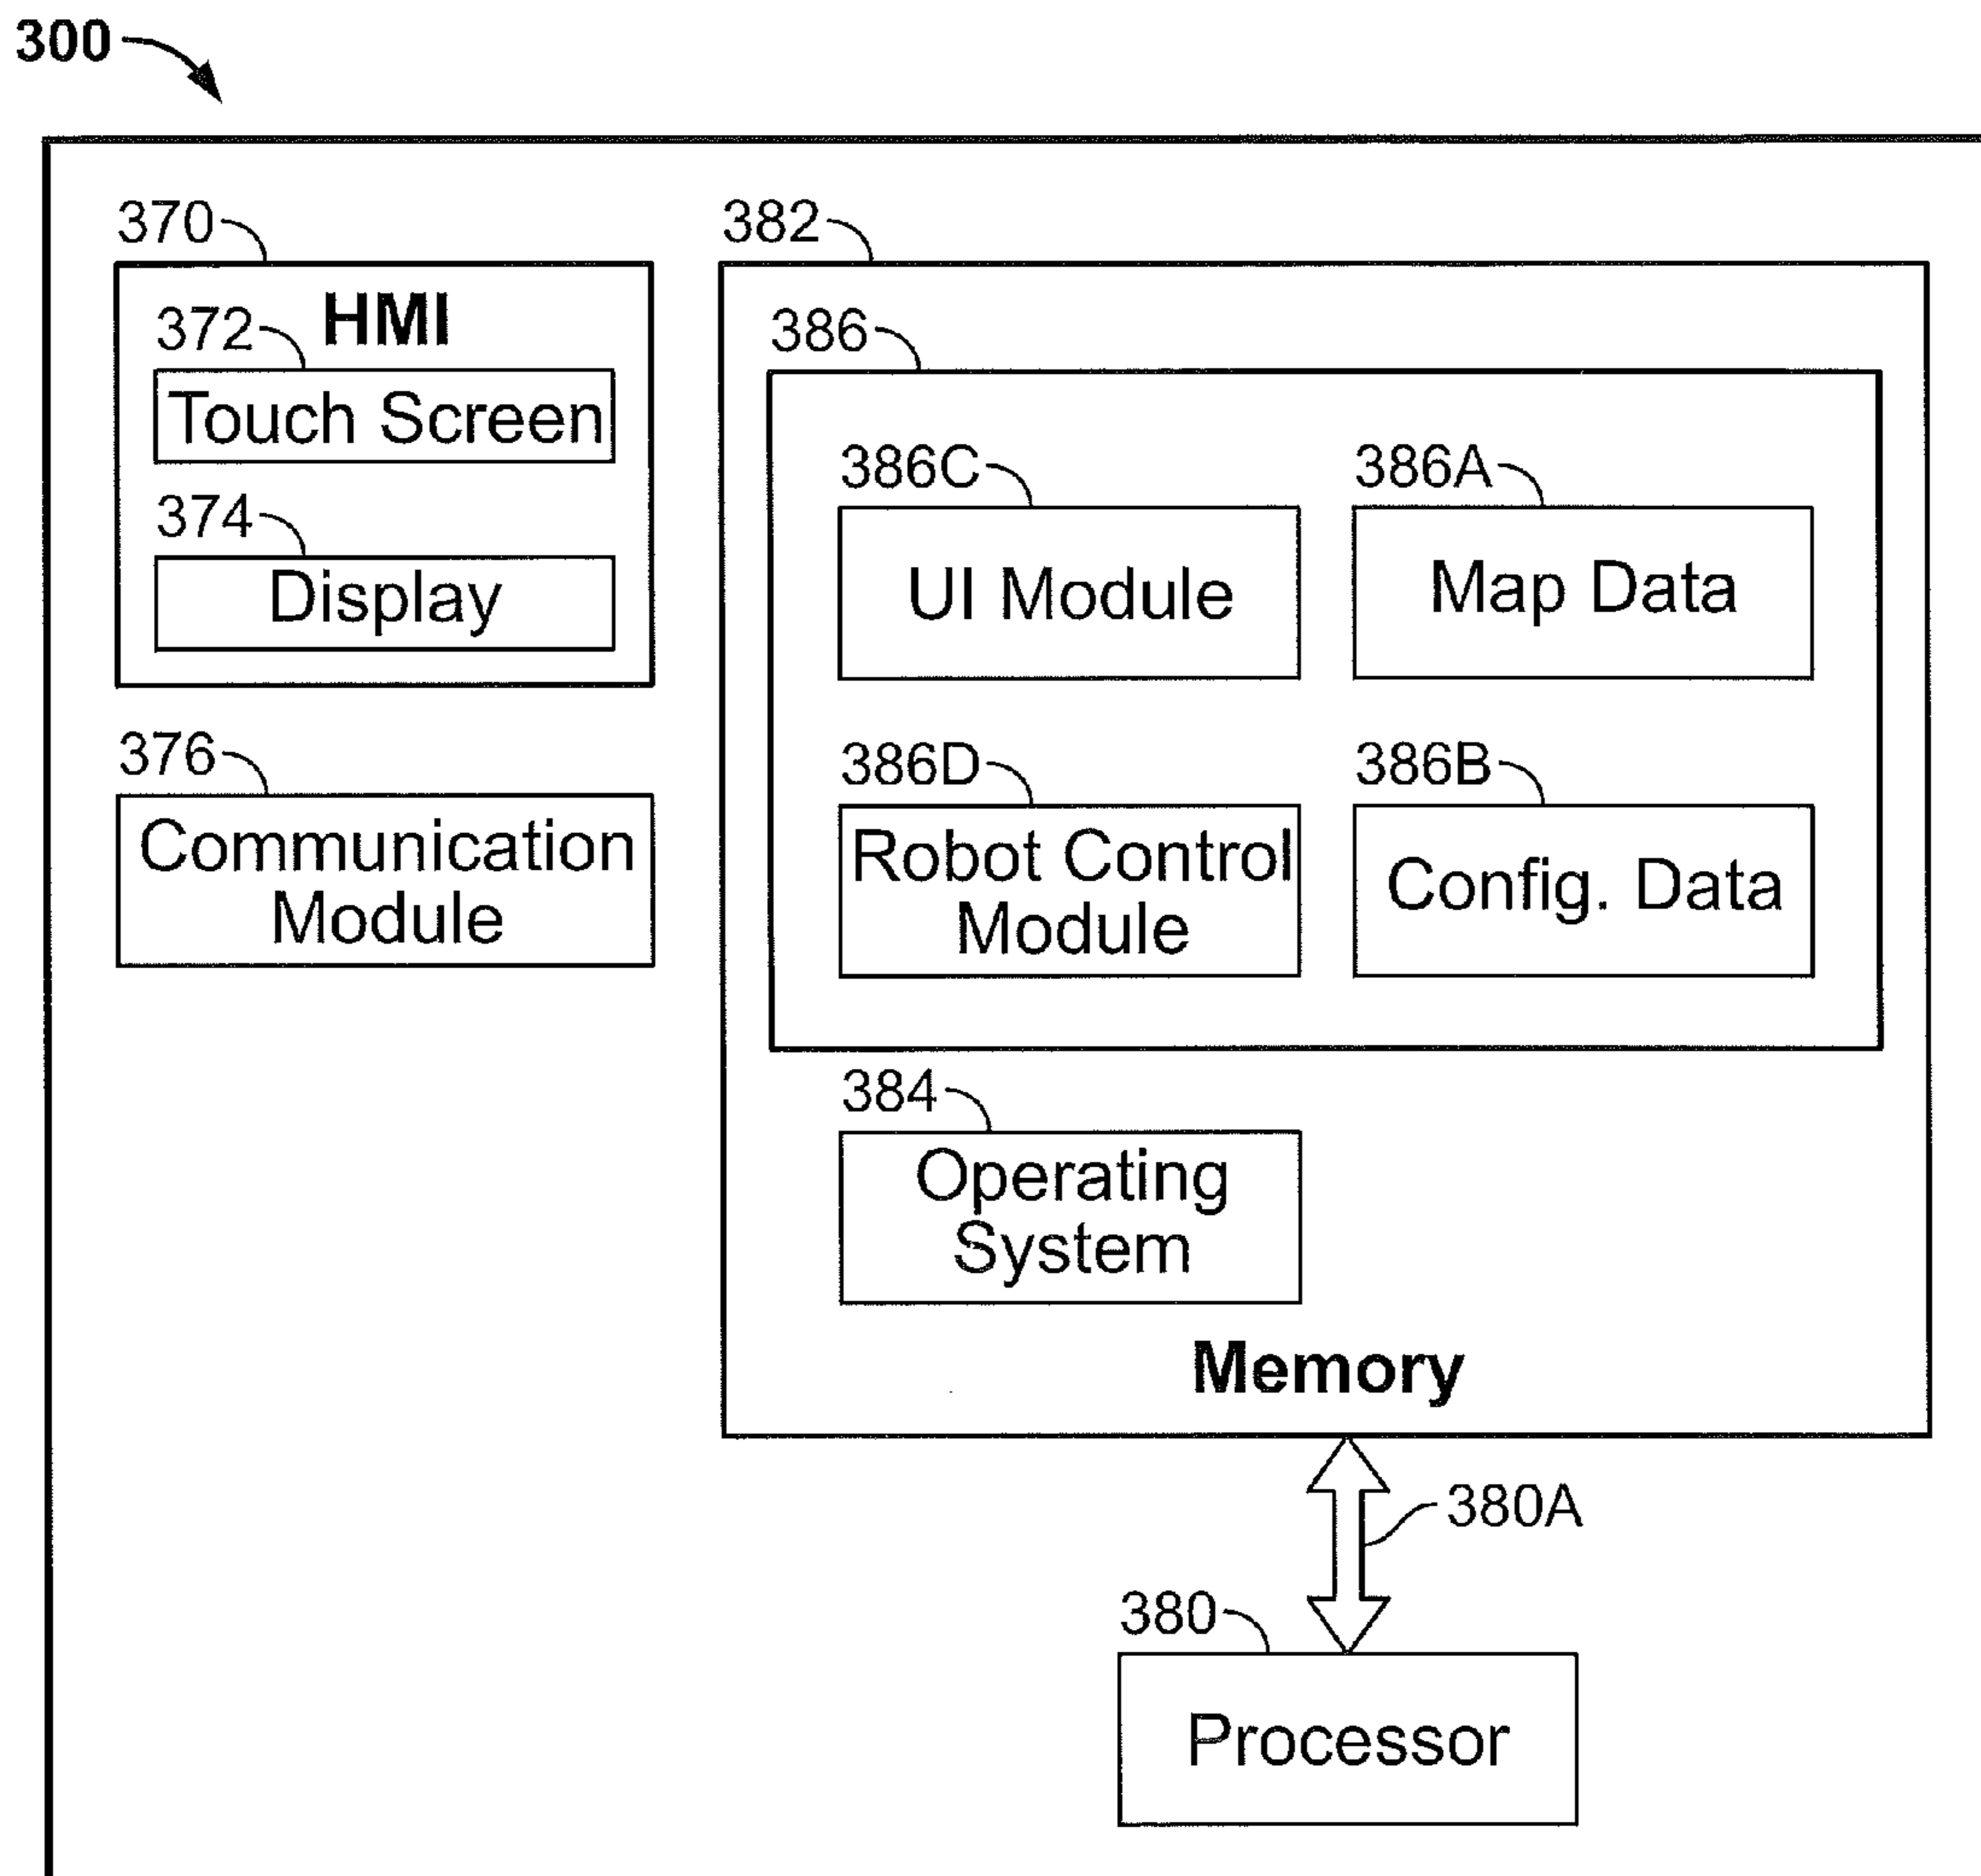 300
370
HMI
372
Touch Screen
374
Display
376
Communication
Module
382
386
386C
UI Module
386A
Map Data
386D
Robot Control
Module
386B
Config. Data
384
Operating
System
Memory
380A
380
Processor